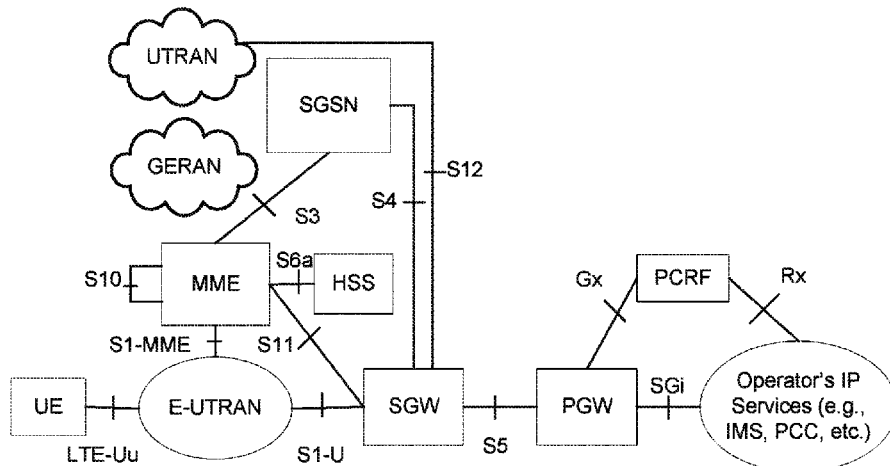 UTRAN
SGSN
GERAN
S12
S4
S3
S6a
S10
MME
HSS
Gx
PCRF
Rx
S1-MME
S11
UE
E-UTRAN
SGW
PGW
SGi
Operator's IP
Services (e.g.,
IMS, PCC, etc.)
LTE-Uu
S1-U
S5